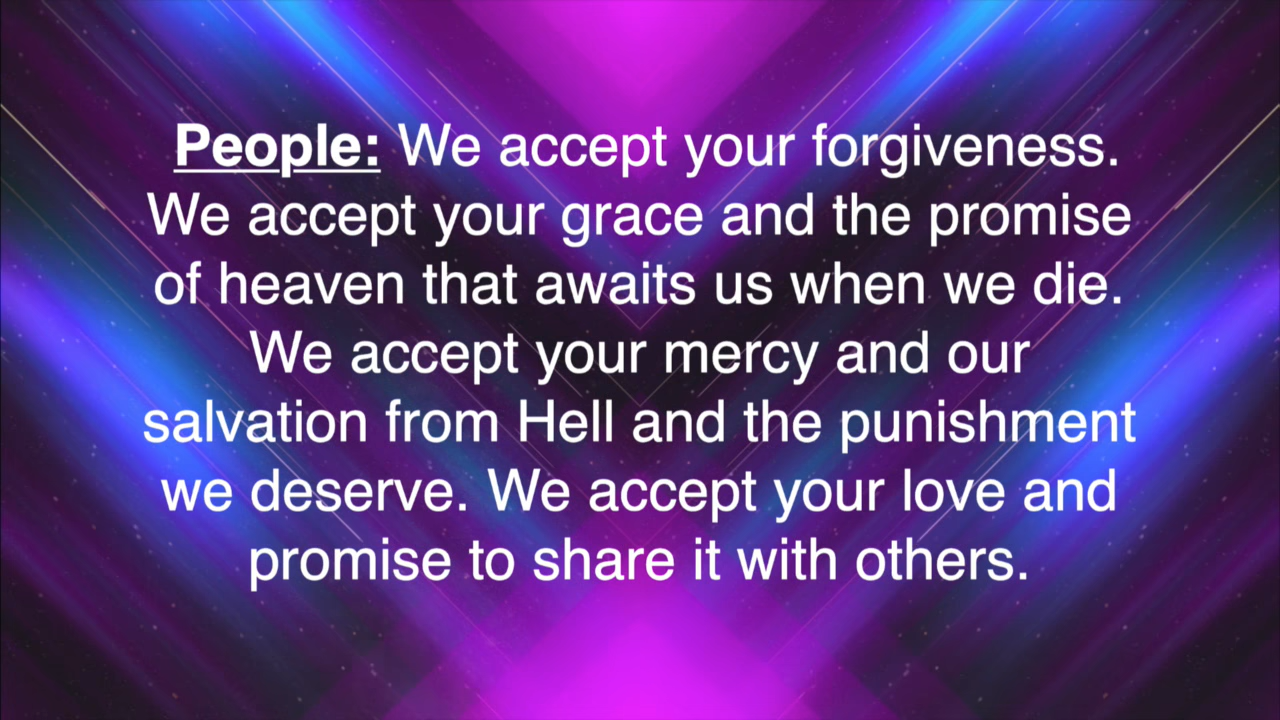 People: We accept your forgiveness.
We accept your grace and the promise
of heaven that awaits us when we die.
We accept your mercy and our
salvation from Hell and the punishment
we deserve. We accept your love and
promise to share it with others.